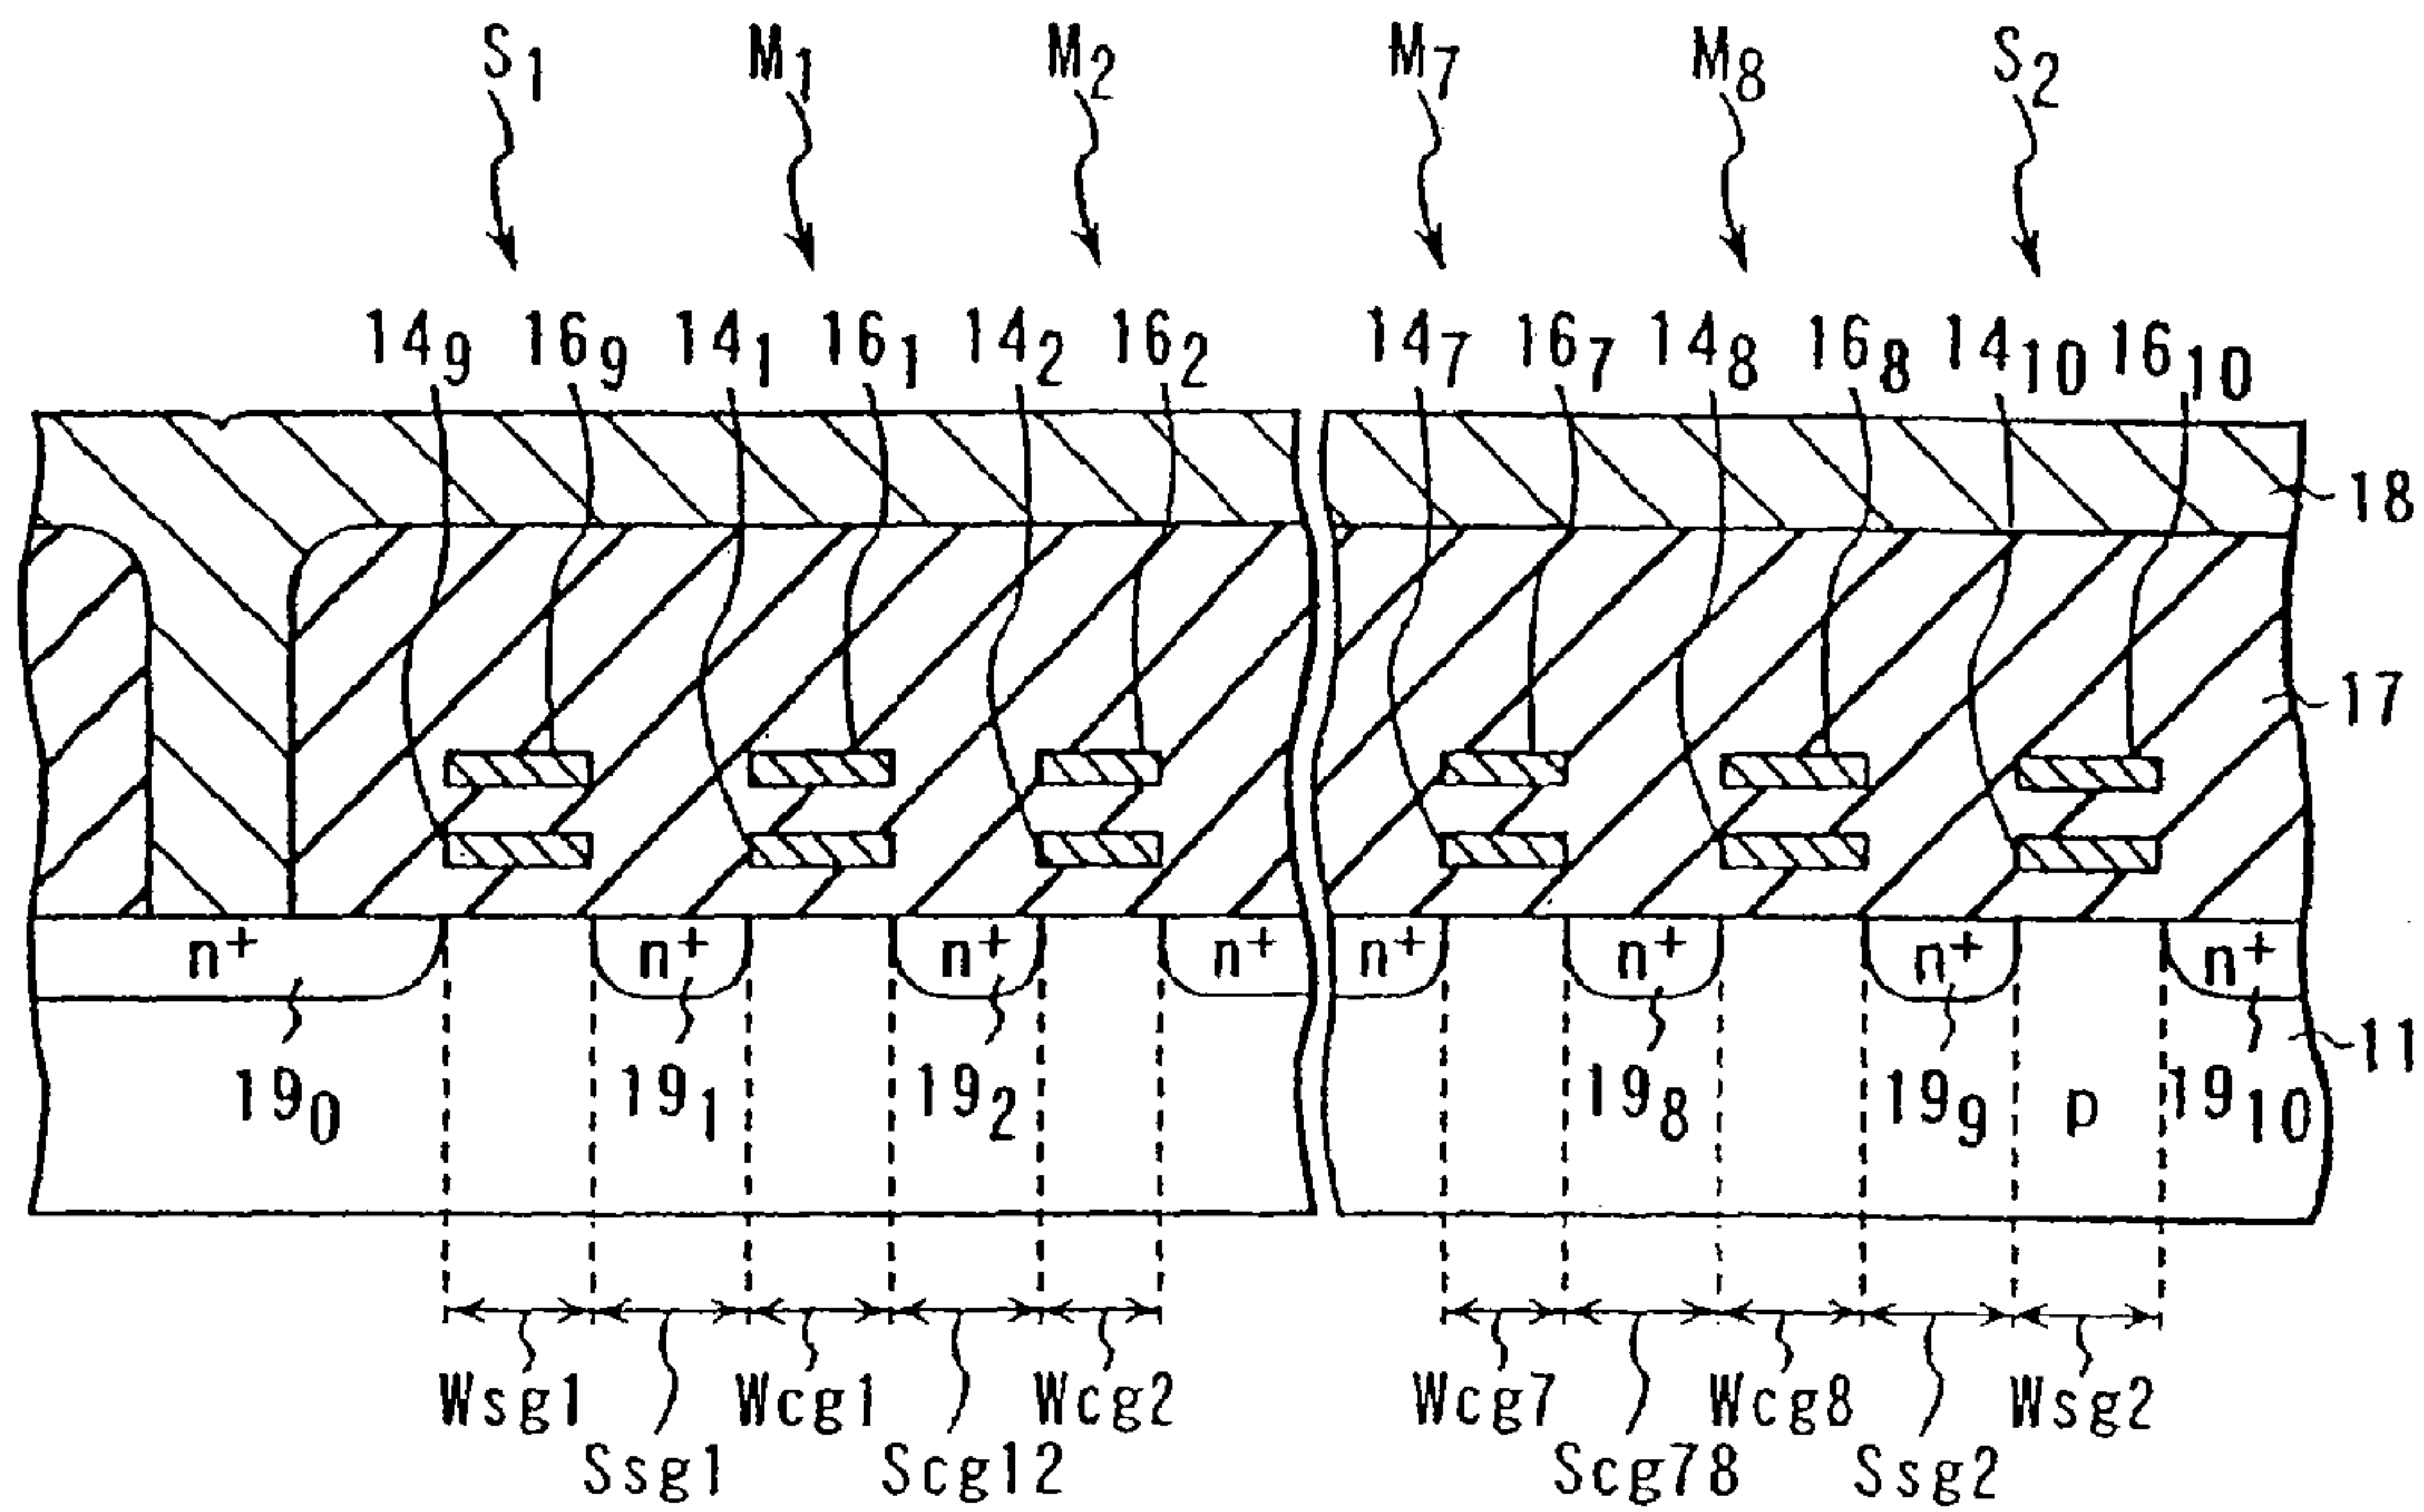 S1 M1 M2 M7 M8 S2
149 169 141 161 142 162 147 167 148 168 1410 1610
18
17
n+ n+ n+ n+ n+ n+ n+ n+
11
190 191 192 198 199 p 1910
Wsg1 Wcg1 Wcg2 Wcg7 Wcg8 Wsg2
Ssg1 Scg12 Scg78 Ssg2